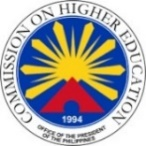 COMMISSION ON HIGHER EDUCATION
1994
OFFICE OF THE PRESIDENT
OF THE PHILIPPINES